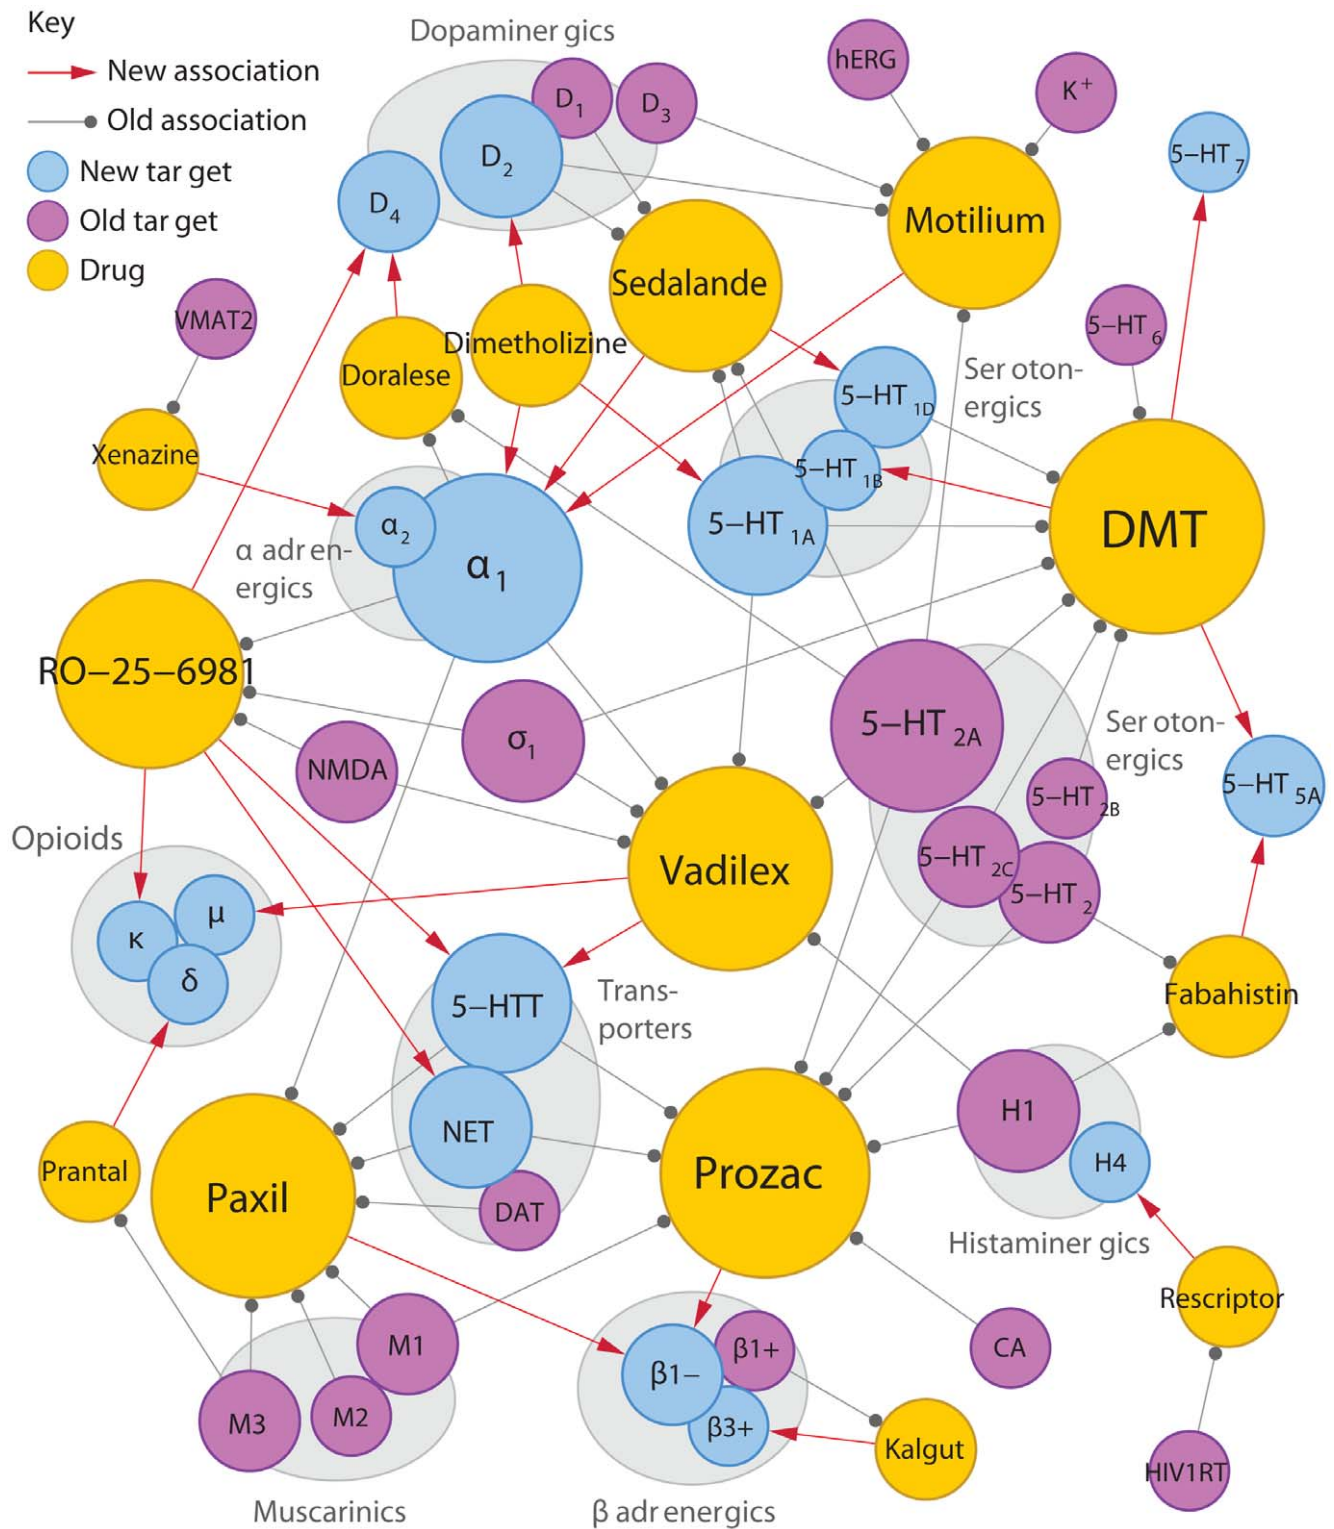 Key
New association
Old association
New tar get
Old tar get
Drug
Dopaminer gics
D1
D3
D2
D4
hERG
K+
5-HT7
Motilium
Sedalande
VMAT2
Dimetholizine
Doralese
5-HT6
Ser oton-
ergics
5-HT1D
Xenazine
5-HT1B
5-HT1A
DMT
α2
α1
α adren-
ergics
RO-25-6981
σ1
NMDA
5-HT2A
Ser oton-
ergics
5-HT2B
5-HT5A
5-HT2C
5-HT2
Opioids
Vadilex
μ
κ
δ
5-HTT
Trans-
porters
Fabahistin
NET
DAT
H1
H4
Histaminer gics
Prantal
Paxil
Prozac
Rescriptor
M1
M2
M3
Muscarinics
β1+
β1-
β3+
β adr energics
CA
Kalgut
HIV1RT